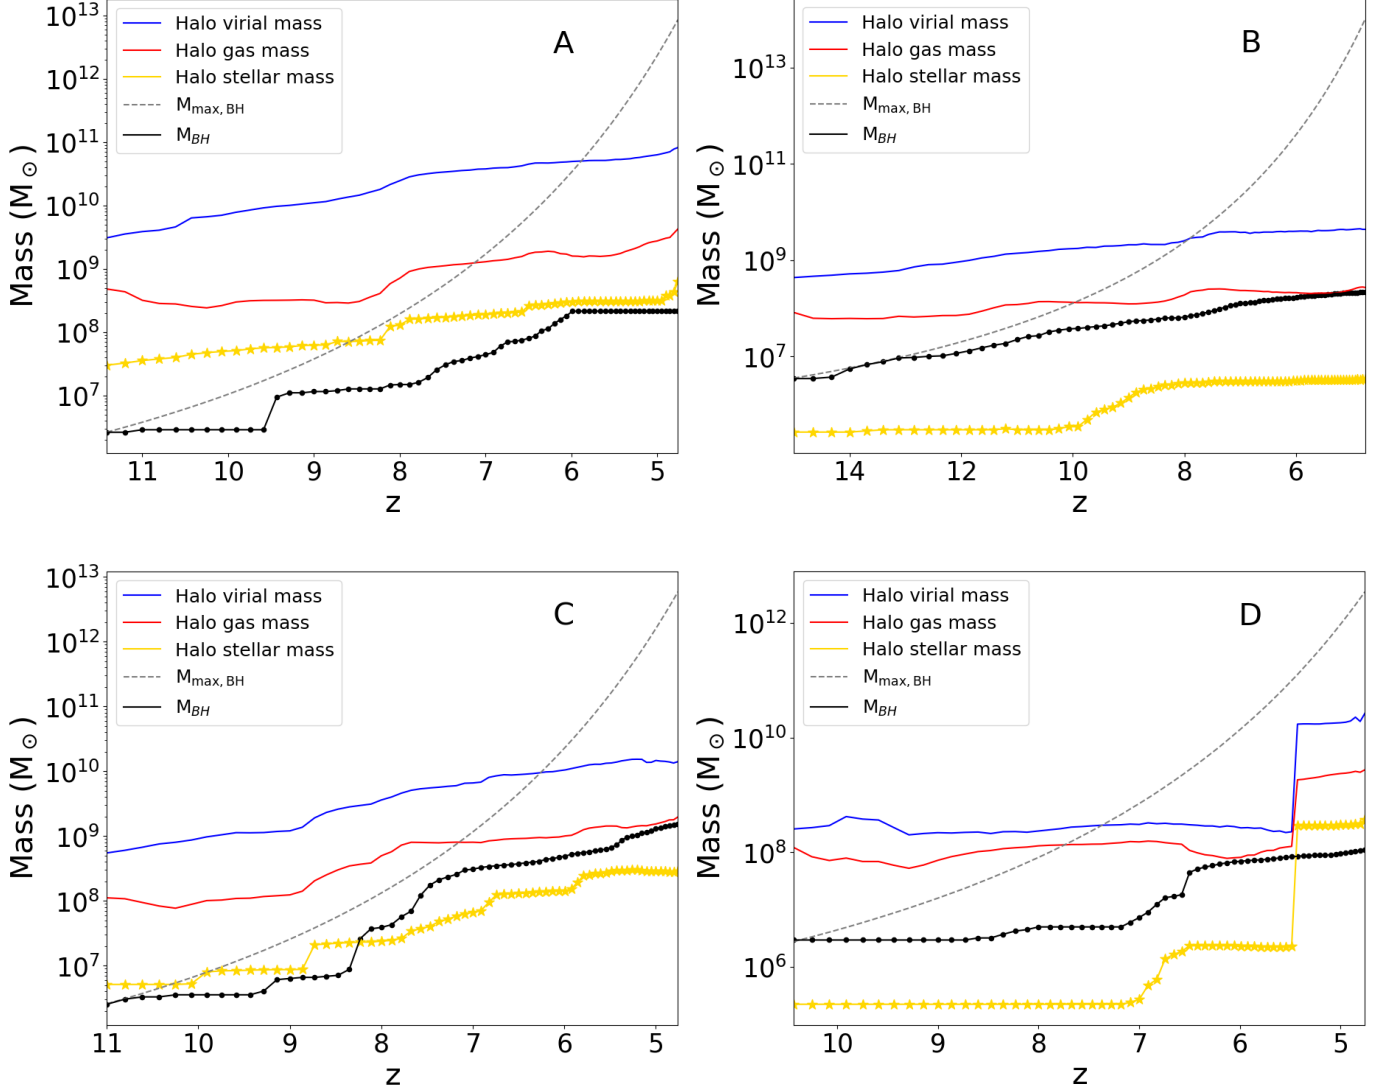 A
Halo virial mass
Halo gas mass
Halo stellar mass
M_max,BH
M_BH
Mass (M_⊙)
10^13
10^12
10^11
10^10
10^9
10^8
10^7
11 10 9 8 7 6 5
z
B
Halo virial mass
Halo gas mass
Halo stellar mass
M_max,BH
M_BH
Mass (M_⊙)
10^13
10^11
10^9
10^7
14 12 10 8 6
z
C
Halo virial mass
Halo gas mass
Halo stellar mass
M_max,BH
M_BH
Mass (M_⊙)
10^13
10^12
10^11
10^10
10^9
10^8
10^7
11 10 9 8 7 6 5
z
D
Halo virial mass
Halo gas mass
Halo stellar mass
M_max,BH
M_BH
Mass (M_⊙)
10^12
10^10
10^8
10^6
10 9 8 7 6 5
z